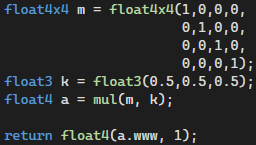 float4x4 m = float4x4(1,0,0,0,
0,1,0,0,
0,0,1,0,
0,0,0,1);
float3 k = float3(0.5,0.5,0.5);
float4 a = mul(m, k);
return float4(a.www, 1);